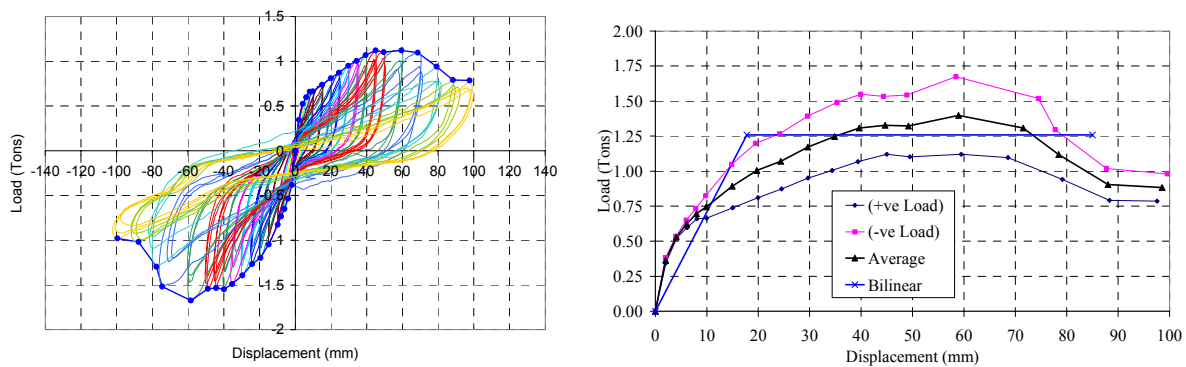 1.5
1
0.5
0
-0.5
-1
-1.5
-2
-140 -120 -100 -80 -60 -40 -20 0 20 40 60 80 100 120 140
Load (Tons)
Displacement (mm)
2.00
1.75
1.50
1.25
1.00
0.75
0.50
0.25
0.00
0 10 20 30 40 50 60 70 80 90 100
Load (Tons)
Displacement (mm)
(+ve Load)
(-ve Load)
Average
Bilinear